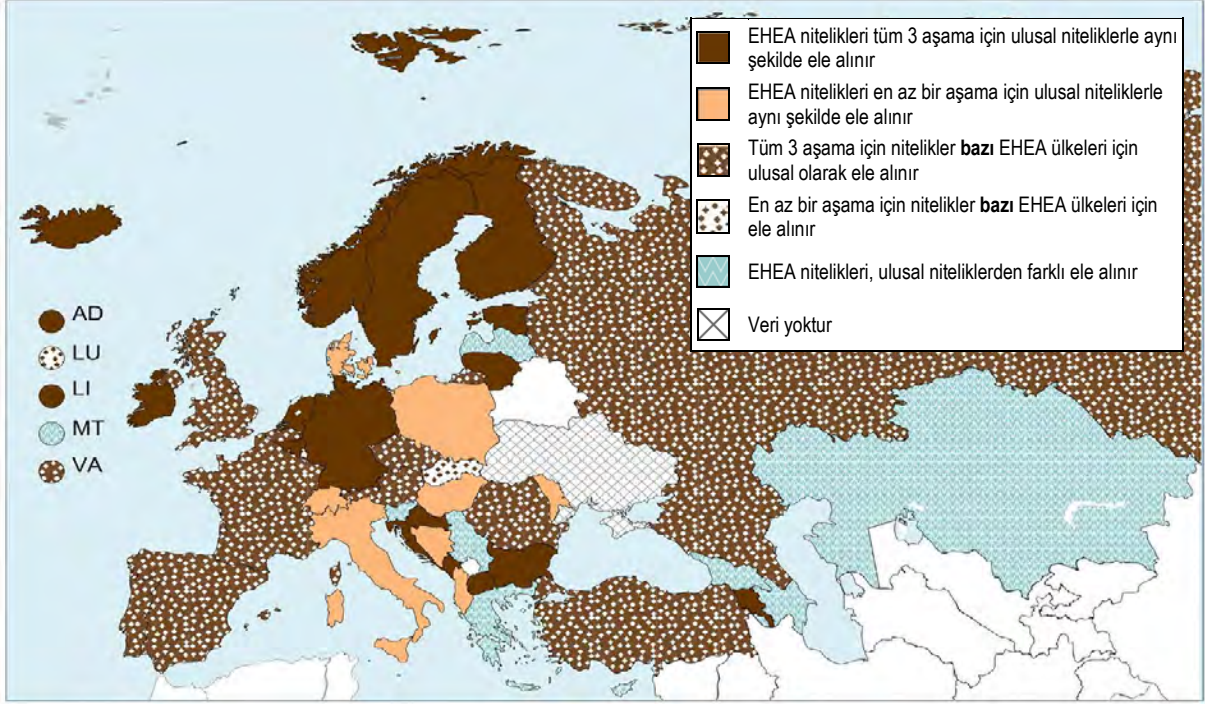 EHEA nitelikleri tüm 3 aşama için ulusal niteliklerle aynı
şekilde ele alınır
EHEA nitelikleri en az bir aşama için ulusal niteliklerle
aynı şekilde ele alınır
Tüm 3 aşama için nitelikler bazı EHEA ülkeleri için
ulusal olarak ele alınır
En az bir aşama için nitelikler bazı EHEA ülkeleri için
ele alınır
EHEA nitelikleri, ulusal niteliklerden farklı ele alınır
Veri yoktur
AD
LU
LI
MT
VA